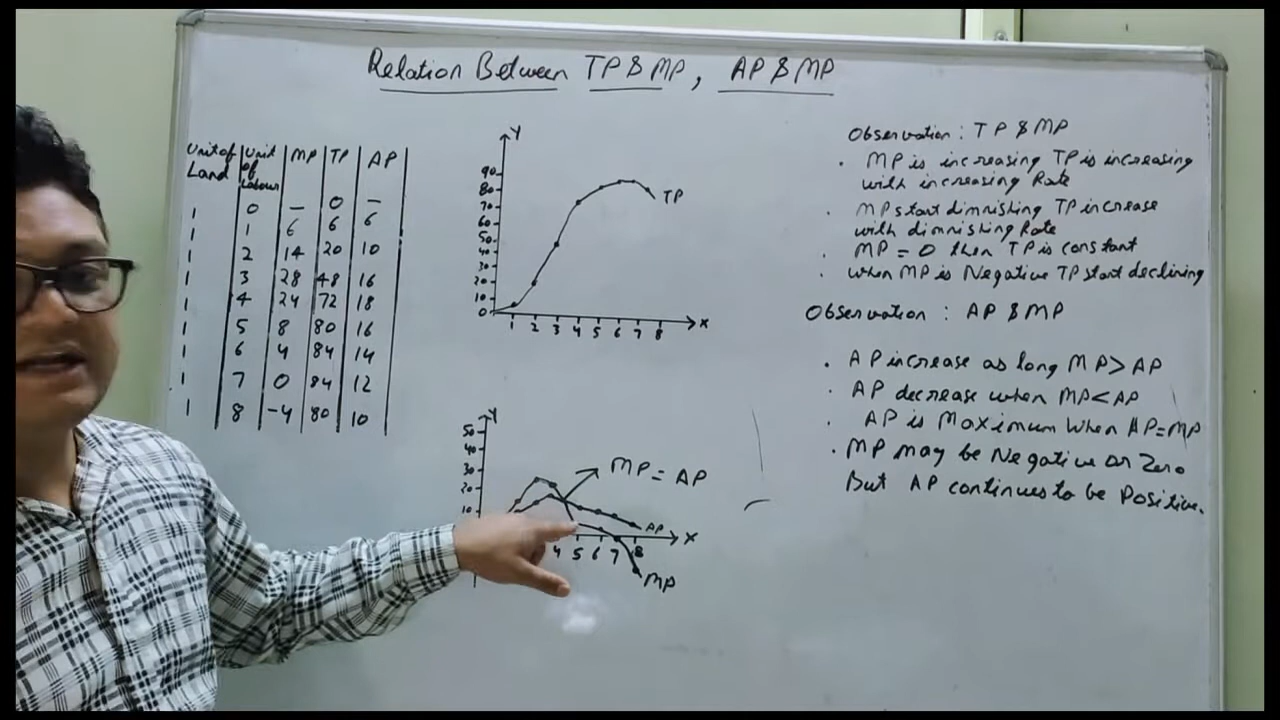 Relation Between TP & MP, AP & MP
Unit of Land | Unit of Labour | MP | TP | AP
1 | 0 | — | 0 | —
1 | 1 | 6 | 6 | 6
1 | 2 | 14 | 20 | 10
1 | 3 | 28 | 48 | 16
1 | 4 | 24 | 72 | 18
1 | 5 | 8 | 80 | 16
1 | 6 | 4 | 84 | 14
1 | 7 | 0 | 84 | 12
1 | 8 | -4 | 80 | 10
Y
90
80
70
60
50
40
30
20
10
0
TP
1 2 3 4 5 6 7 8 X
Y
50
40
30
20
10
MP = AP
AP
4 5 6 7 8 X
MP
Observation : TP & MP
. MP is increasing TP is increasing
with increasing Rate
. MP start dimnishing TP increase
with dimnishing Rate
. MP = 0 then TP is constant
. when MP is Negative TP start declining
Observation : AP & MP
. AP increase as long MP > AP
. AP decrease when MP < AP
. AP is Maximum when AP = MP
. MP may be Negative or Zero
But AP continues to be Positive.